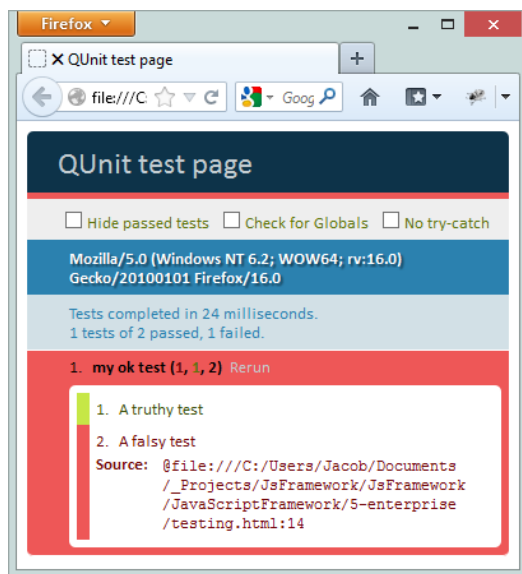 Firefox
QUnit test page
file:///C:
Goog
QUnit test page
Hide passed tests Check for Globals No try-catch
Mozilla/5.0 (Windows NT 6.2; WOW64; rv:16.0)
Gecko/20100101 Firefox/16.0
Tests completed in 24 milliseconds.
1 tests of 2 passed, 1 failed.
1. my ok test (1, 1, 2) Rerun
1. A truthy test
2. A falsy test
Source: @file:///C:/Users/Jacob/Documents
/_Projects/JsFramework/JsFramework
/JavaScriptFramework/5-enterprise
/testing.html:14